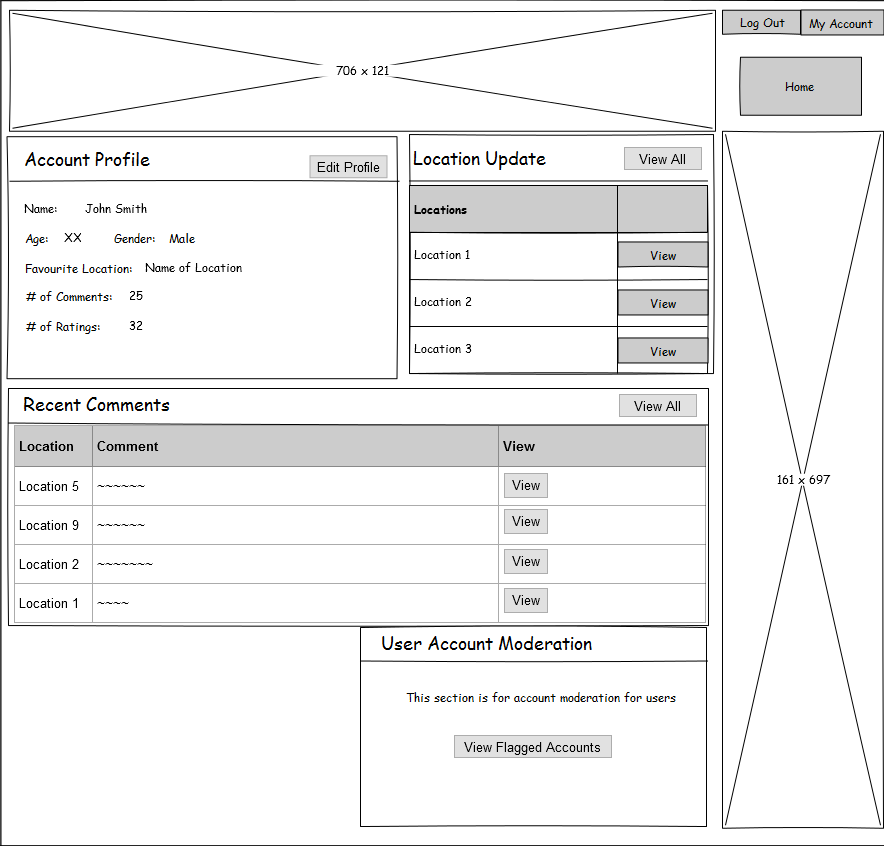 706 x 121
Log Out My Account
Home
Account Profile
Edit Profile
Name: John Smith
Age: XX Gender: Male
Favourite Location: Name of Location
# of Comments: 25
# of Ratings: 32
Location Update
View All
Locations
Location 1 View
Location 2 View
Location 3 View
Recent Comments
View All
Location Comment View
Location 5 ~~~~~~ View
Location 9 ~~~~~~ View
Location 2 ~~~~~~~ View
Location 1 ~~~~ View
161 x 697
User Account Moderation
This section is for account moderation for users
View Flagged Accounts